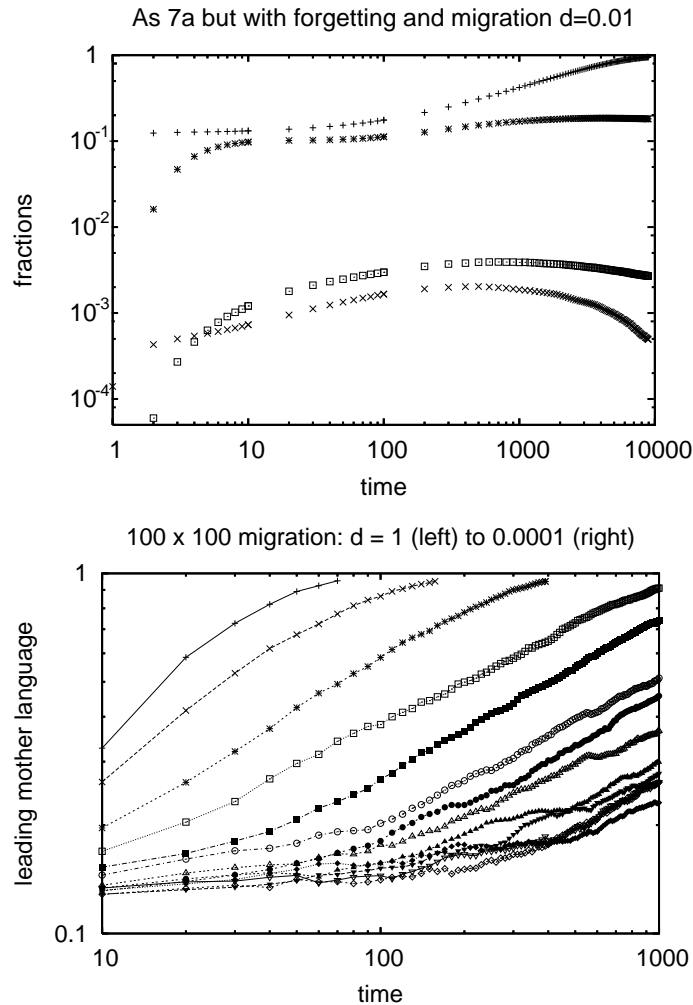 As 7a but with forgetting and migration d=0.01
1
10-1
10-2
10-3
10-4
fractions
1 10 100 1000 10000
time
100 x 100 migration: d = 1 (left) to 0.0001 (right)
1
0.1
leading mother language
10 100 1000
time